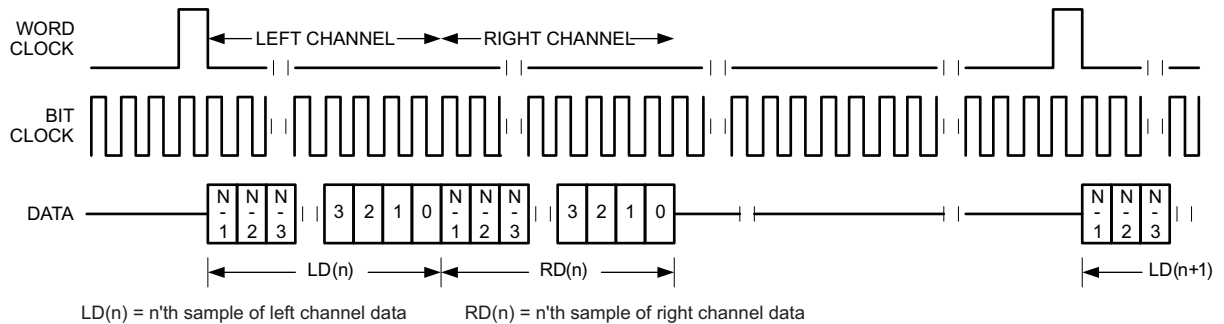 WORD
CLOCK
LEFT CHANNEL
RIGHT CHANNEL
BIT
CLOCK
DATA
N
-
1
N
-
2
N
-
3
3 2 1 0
N
-
1
N
-
2
N
-
3
3 2 1 0
N
-
1
N
-
2
N
-
3
LD(n)
RD(n)
LD(n+1)
LD(n) = n'th sample of left channel data
RD(n) = n'th sample of right channel data